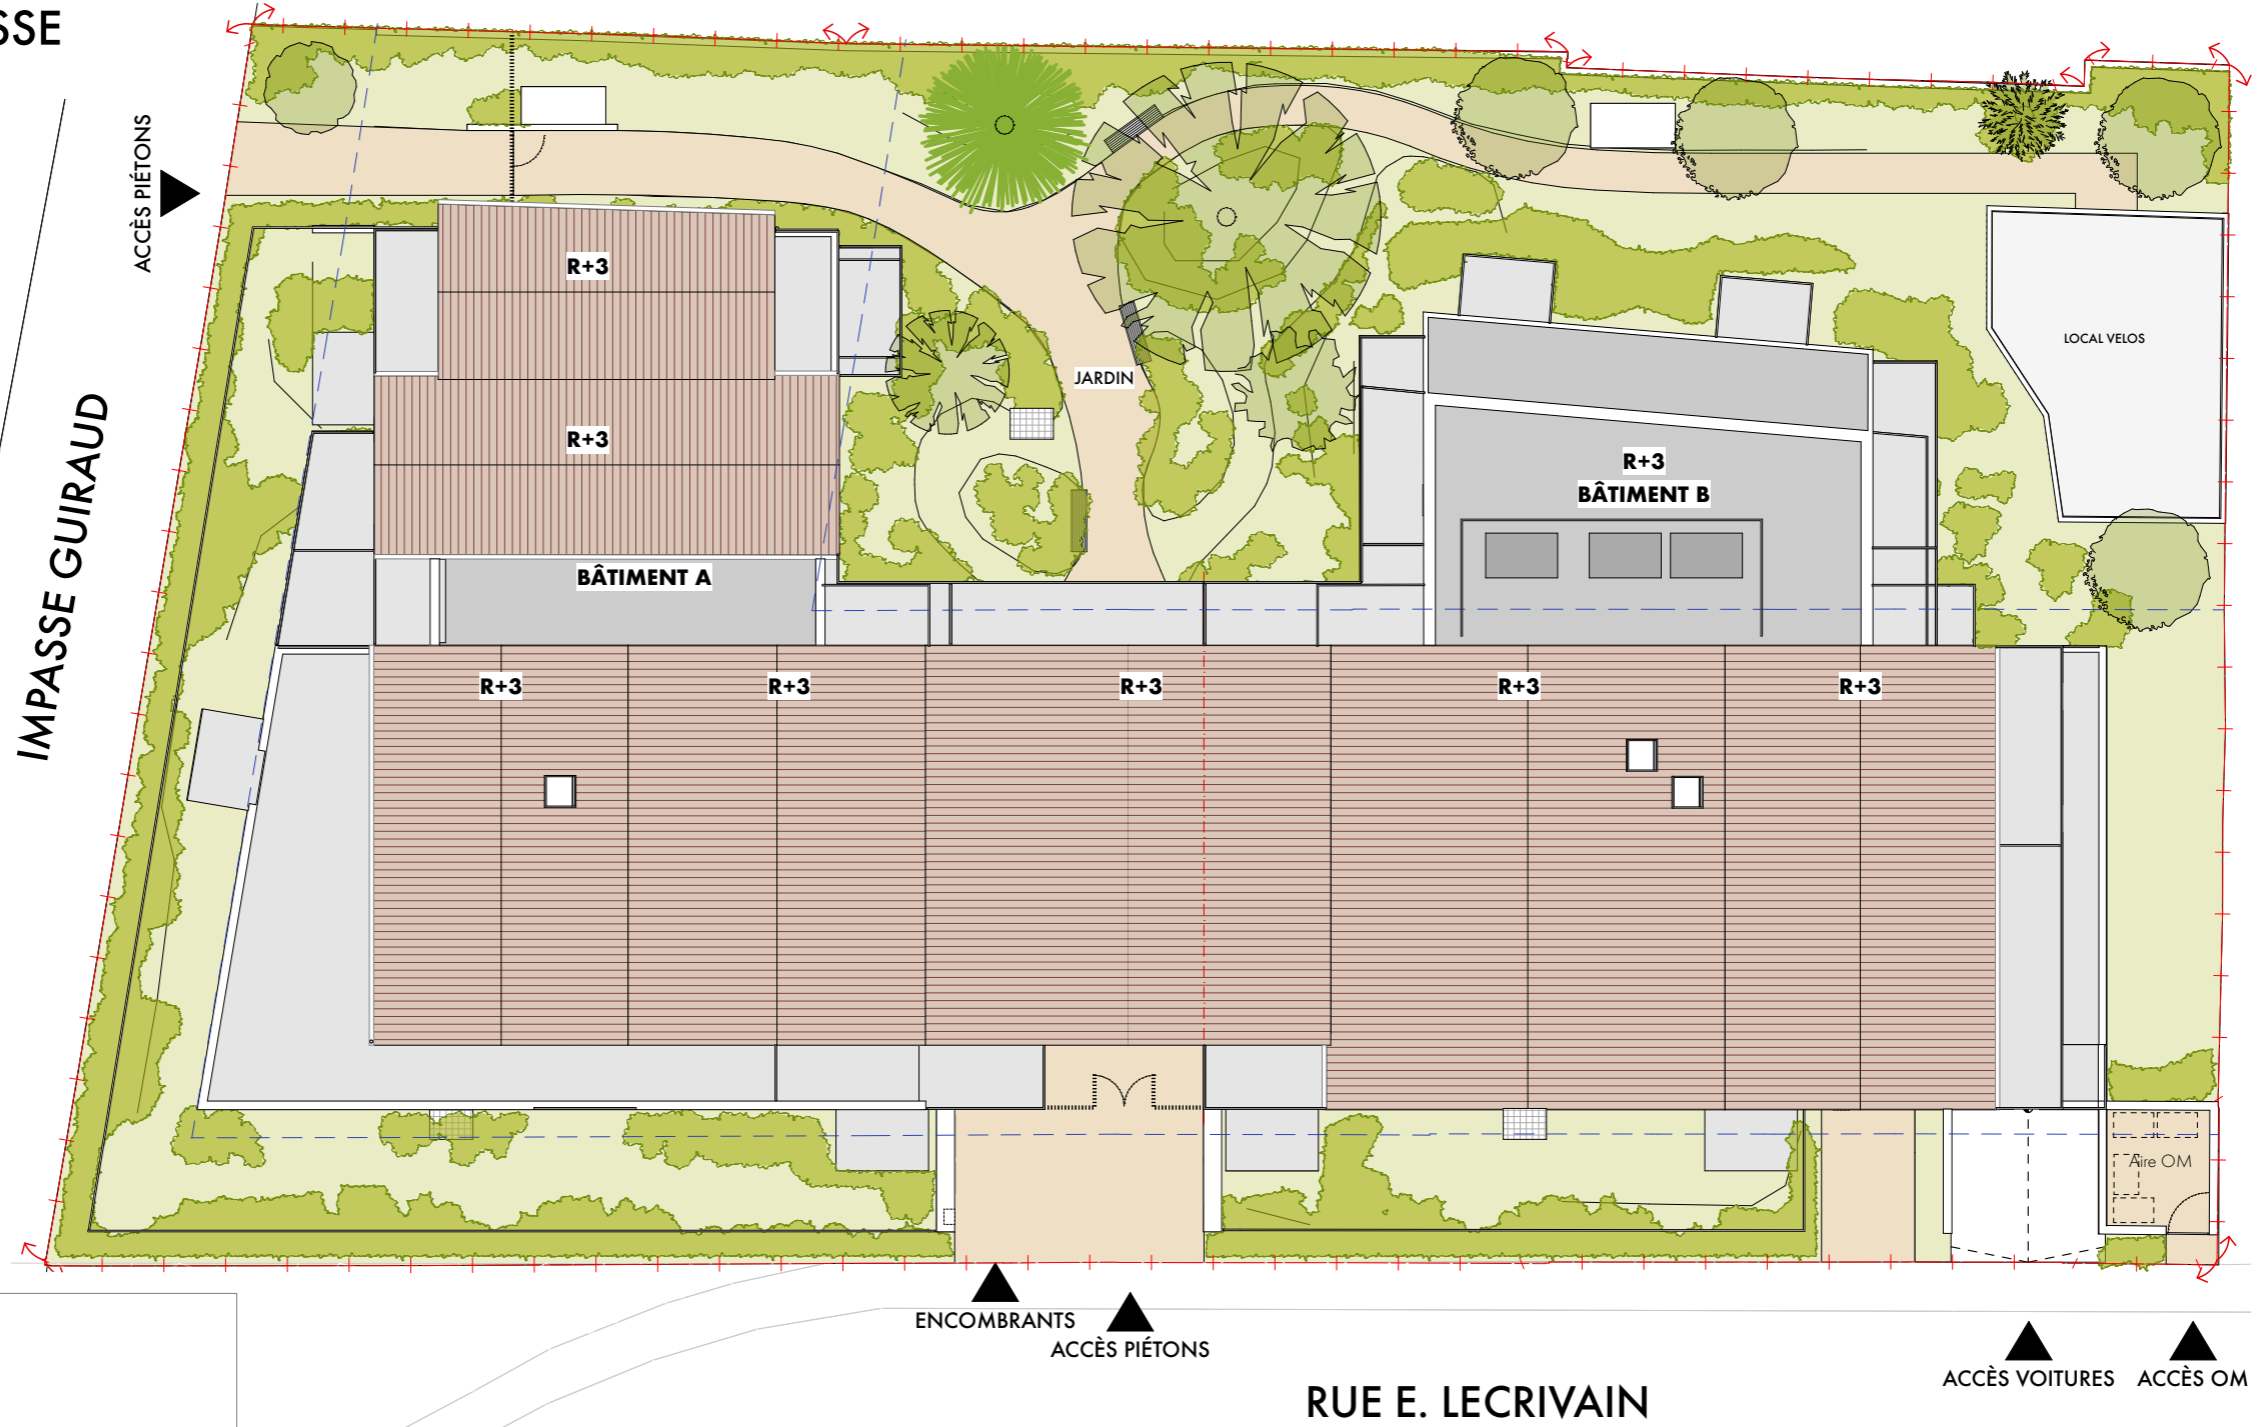 SSE
ACCÈS PIÉTONS
IMPASSE GUIRAUD
R+3
R+3
BÂTIMENT A
JARDIN
LOCAL VELOS
R+3
BÂTIMENT B
R+3
R+3
R+3
R+3
R+3
Aire OM
ENCOMBRANTS
ACCÈS PIÉTONS
ACCÈS VOITURES
ACCÈS OM
RUE E. LECRIVAIN